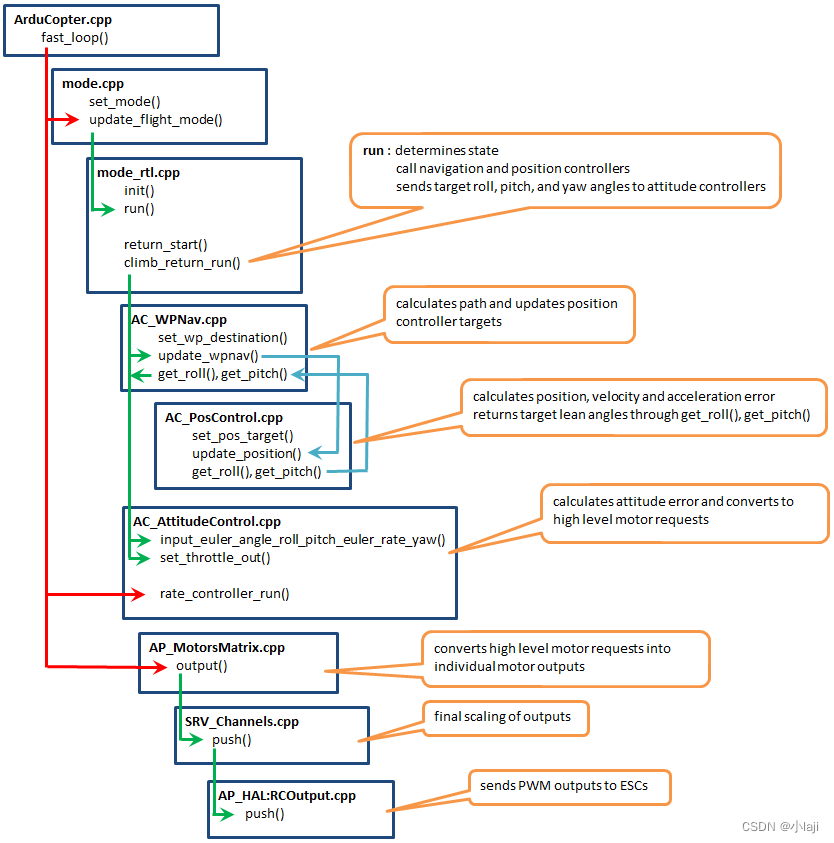 ArduCopter.cpp
fast_loop()
mode.cpp
set_mode()
update_flight_mode()
mode_rtl.cpp
init()
run()
return_start()
climb_return_run()
run : determines state
call navigation and position controllers
sends target roll, pitch, and yaw angles to attitude controllers
AC_WPNav.cpp
set_wp_destination()
update_wpnav()
get_roll(), get_pitch()
calculates path and updates position
controller targets
AC_PosControl.cpp
set_pos_target()
update_position()
get_roll(), get_pitch()
calculates position, velocity and acceleration error
returns target lean angles through get_roll(), get_pitch()
AC_AttitudeControl.cpp
input_euler_angle_roll_pitch_euler_rate_yaw()
set_throttle_out()
rate_controller_run()
calculates attitude error and converts to
high level motor requests
AP_MotorsMatrix.cpp
output()
converts high level motor requests into
individual motor outputs
SRV_Channels.cpp
push()
final scaling of outputs
AP_HAL:RCOutput.cpp
push()
sends PWM outputs to ESCs
CSDN @小Naji